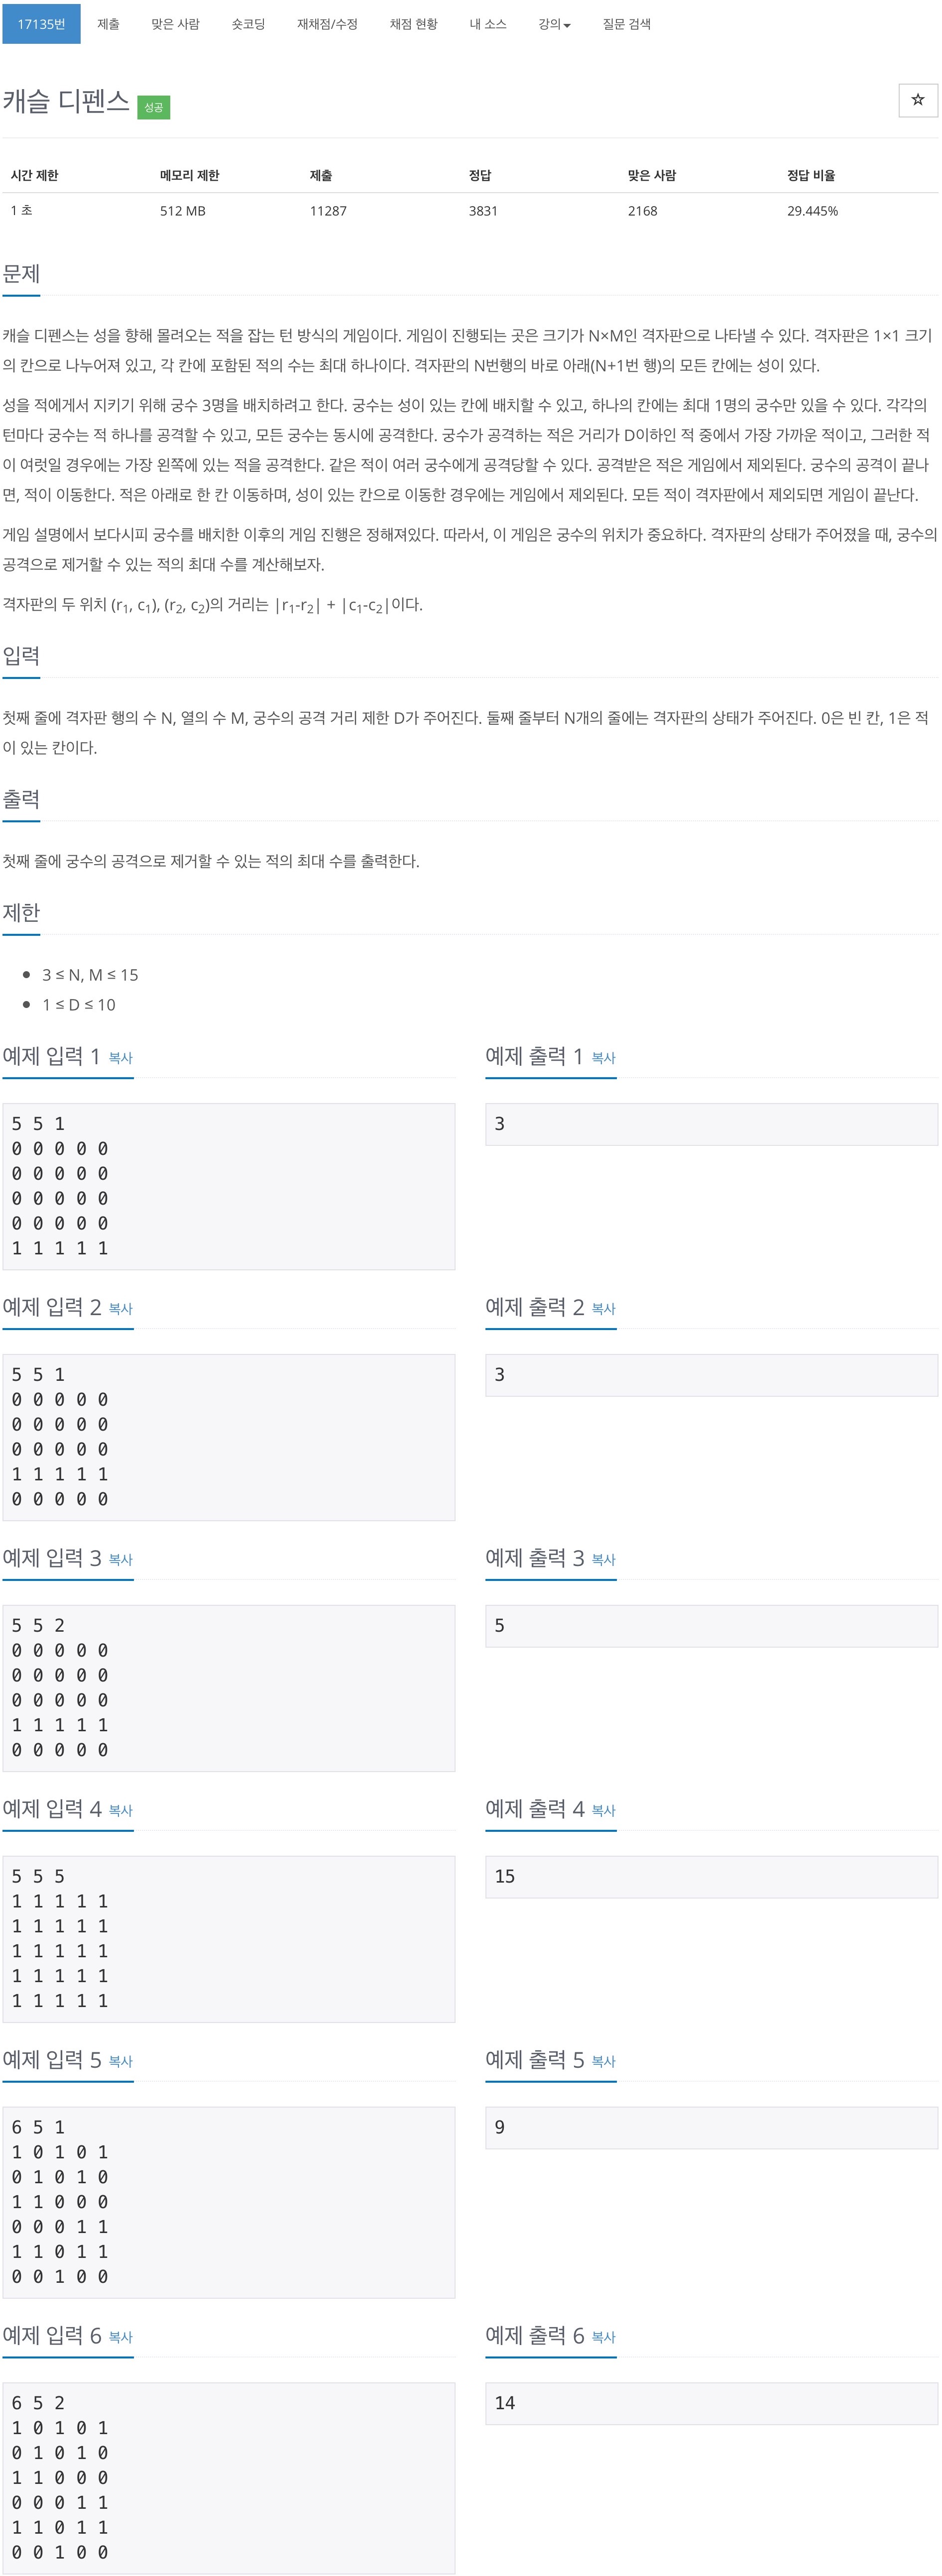 17135번 제출 맞은 사람 숏코딩 재채점/수정 채점 현황 내 소스 강의 질문 검색
캐슬 디펜스 성공
시간 제한 메모리 제한 제출 정답 맞은 사람 정답 비율
1 초 512 MB 11287 3831 2168 29.445%
문제
캐슬 디펜스는 성을 향해 몰려오는 적을 잡는 턴 방식의 게임이다. 게임이 진행되는 곳은 크기가 N×M인 격자판으로 나타낼 수 있다. 격자판은 1×1 크기
의 칸으로 나누어져 있고, 각 칸에 포함된 적의 수는 최대 하나이다. 격자판의 N번행의 바로 아래(N+1번 행)의 모든 칸에는 성이 있다.
성을 적에게서 지키기 위해 궁수 3명을 배치하려고 한다. 궁수는 성이 있는 칸에 배치할 수 있고, 하나의 칸에는 최대 1명의 궁수만 있을 수 있다. 각각의
턴마다 궁수는 적 하나를 공격할 수 있고, 모든 궁수는 동시에 공격한다. 궁수가 공격하는 적은 거리가 D이하인 적 중에서 가장 가까운 적이고, 그러한 적
이 여럿일 경우에는 가장 왼쪽에 있는 적을 공격한다. 같은 적이 여러 궁수에게 공격당할 수 있다. 공격받은 적은 게임에서 제외된다. 궁수의 공격이 끝나
면, 적이 이동한다. 적은 아래로 한 칸 이동하며, 성이 있는 칸으로 이동한 경우에는 게임에서 제외된다. 모든 적이 격자판에서 제외되면 게임이 끝난다.
게임 설명에서 보다시피 궁수를 배치한 이후의 게임 진행은 정해져있다. 따라서, 이 게임은 궁수의 위치가 중요하다. 격자판의 상태가 주어졌을 때, 궁수의
공격으로 제거할 수 있는 적의 최대 수를 계산해보자.
격자판의 두 위치 (r1, c1), (r2, c2)의 거리는 |r1-r2| + |c1-c2|이다.
입력
첫째 줄에 격자판 행의 수 N, 열의 수 M, 궁수의 공격 거리 제한 D가 주어진다. 둘째 줄부터 N개의 줄에는 격자판의 상태가 주어진다. 0은 빈 칸, 1은 적
이 있는 칸이다.
출력
첫째 줄에 궁수의 공격으로 제거할 수 있는 적의 최대 수를 출력한다.
제한
3 ≤ N, M ≤ 15
1 ≤ D ≤ 10
예제 입력 1 복사
5 5 1
0 0 0 0 0
0 0 0 0 0
0 0 0 0 0
0 0 0 0 0
1 1 1 1 1
예제 출력 1 복사
3
예제 입력 2 복사
5 5 1
0 0 0 0 0
0 0 0 0 0
0 0 0 0 0
1 1 1 1 1
0 0 0 0 0
예제 출력 2 복사
3
예제 입력 3 복사
5 5 2
0 0 0 0 0
0 0 0 0 0
0 0 0 0 0
1 1 1 1 1
0 0 0 0 0
예제 출력 3 복사
5
예제 입력 4 복사
5 5 5
1 1 1 1 1
1 1 1 1 1
1 1 1 1 1
1 1 1 1 1
1 1 1 1 1
예제 출력 4 복사
15
예제 입력 5 복사
6 5 1
1 0 1 0 1
0 1 0 1 0
1 1 0 0 0
0 0 0 1 1
1 1 0 1 1
0 0 1 0 0
예제 출력 5 복사
9
예제 입력 6 복사
6 5 2
1 0 1 0 1
0 1 0 1 0
1 1 0 0 0
0 0 0 1 1
1 1 0 1 1
0 0 1 0 0
예제 출력 6 복사
14